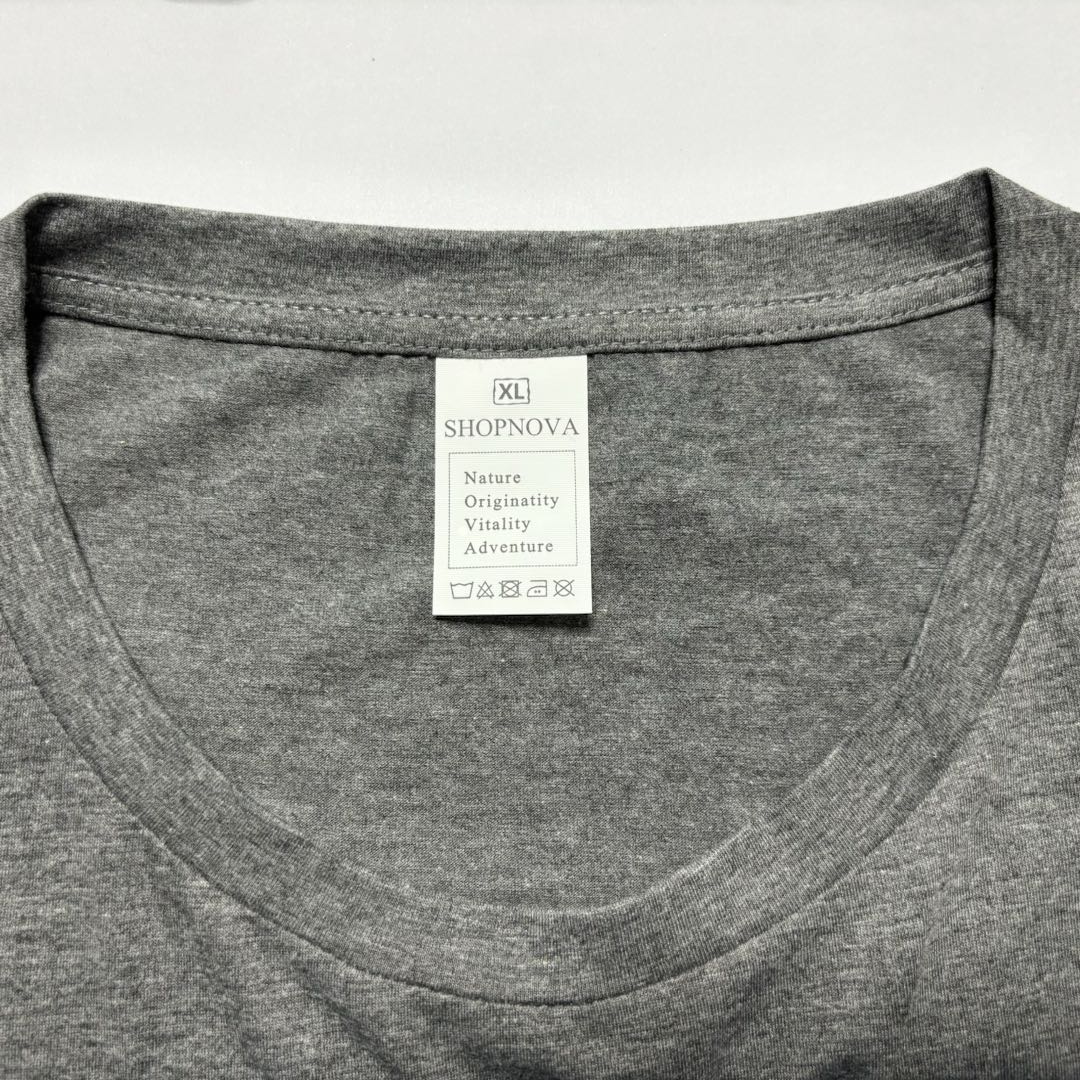 XL
SHOPNOVA
Nature
Originatity
Vitality
Adventure